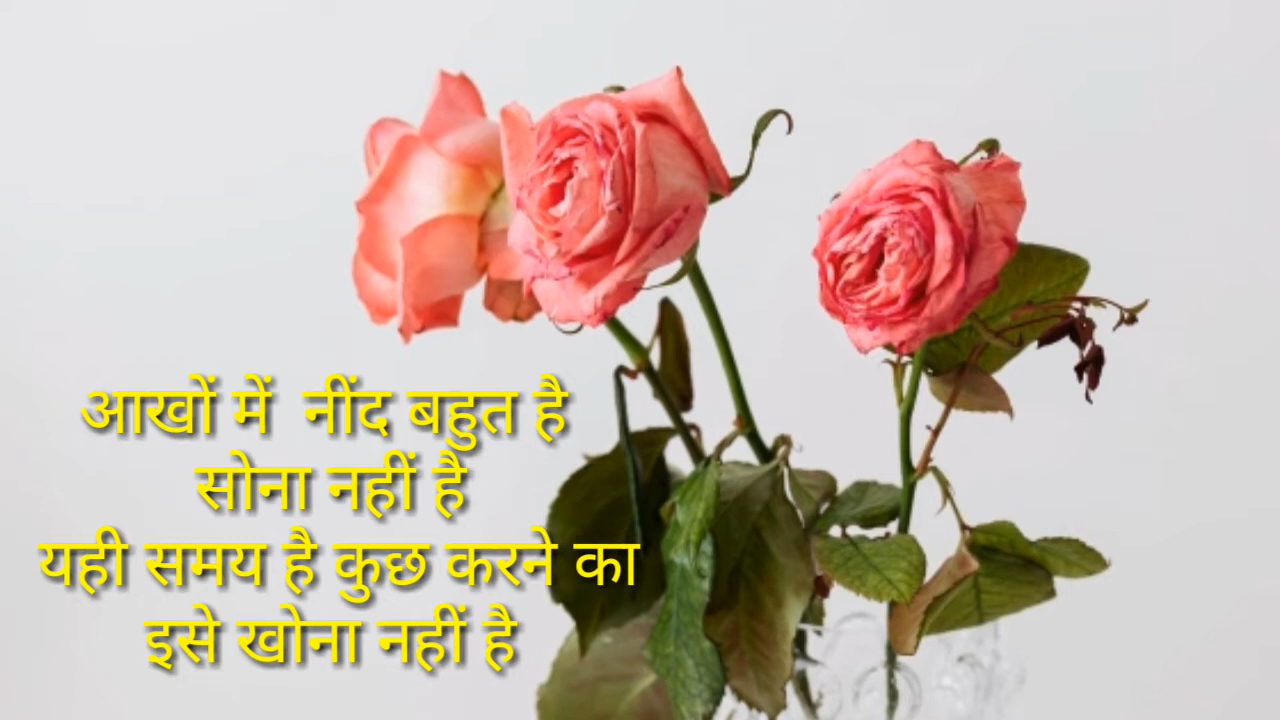 आखों में नींद बहुत है
सोना नहीं है
यही समय है कुछ करने का
इसे खोना नहीं है